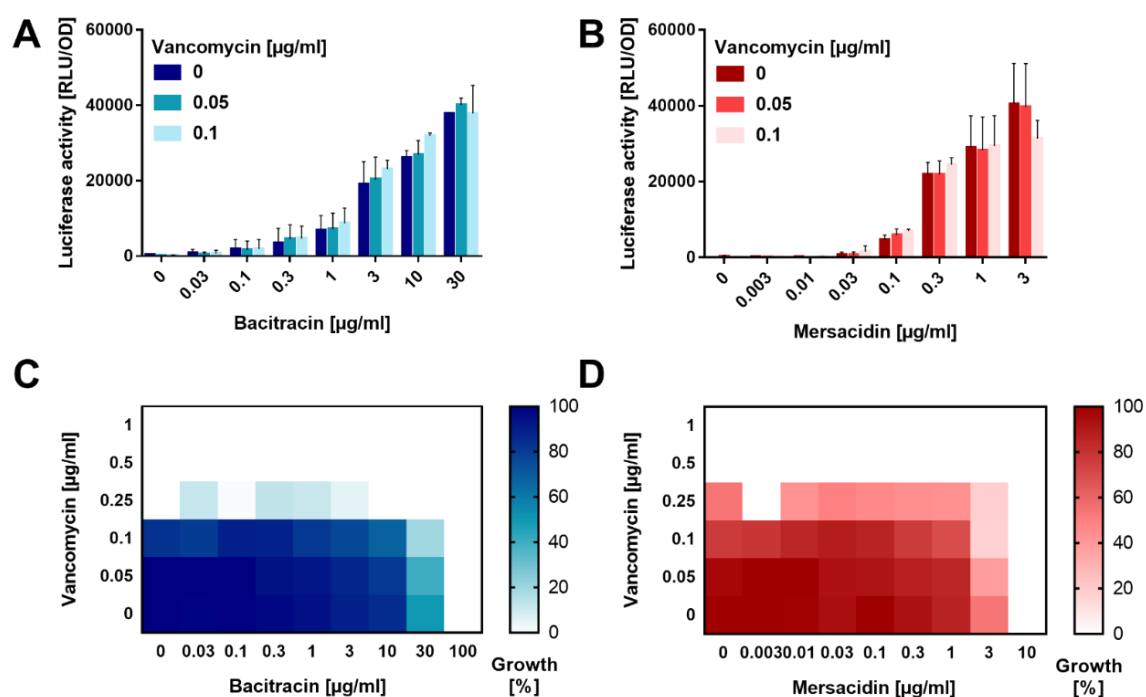 A
Luciferase activity [RLU/OD]
60000
40000
20000
0
Vancomycin [µg/ml]
0
0.05
0.1
0 0.03 0.1 0.3 1 3 10 30
Bacitracin [µg/ml]
B
Luciferase activity [RLU/OD]
60000
40000
20000
0
Vancomycin [µg/ml]
0
0.05
0.1
0 0.003 0.01 0.03 0.1 0.3 1 3
Mersacidin [µg/ml]
C
Vancomycin [µg/ml]
1
0.5
0.25
0.1
0.05
0
0 0.03 0.1 0.3 1 3 10 30 100
Bacitracin [µg/ml]
100
80
60
40
20
0
Growth
[%]
D
Vancomycin [µg/ml]
1
0.5
0.25
0.1
0.05
0
0 0.0030.01 0.03 0.1 0.3 1 3 10
Mersacidin [µg/ml]
100
80
60
40
20
0
Growth
[%]